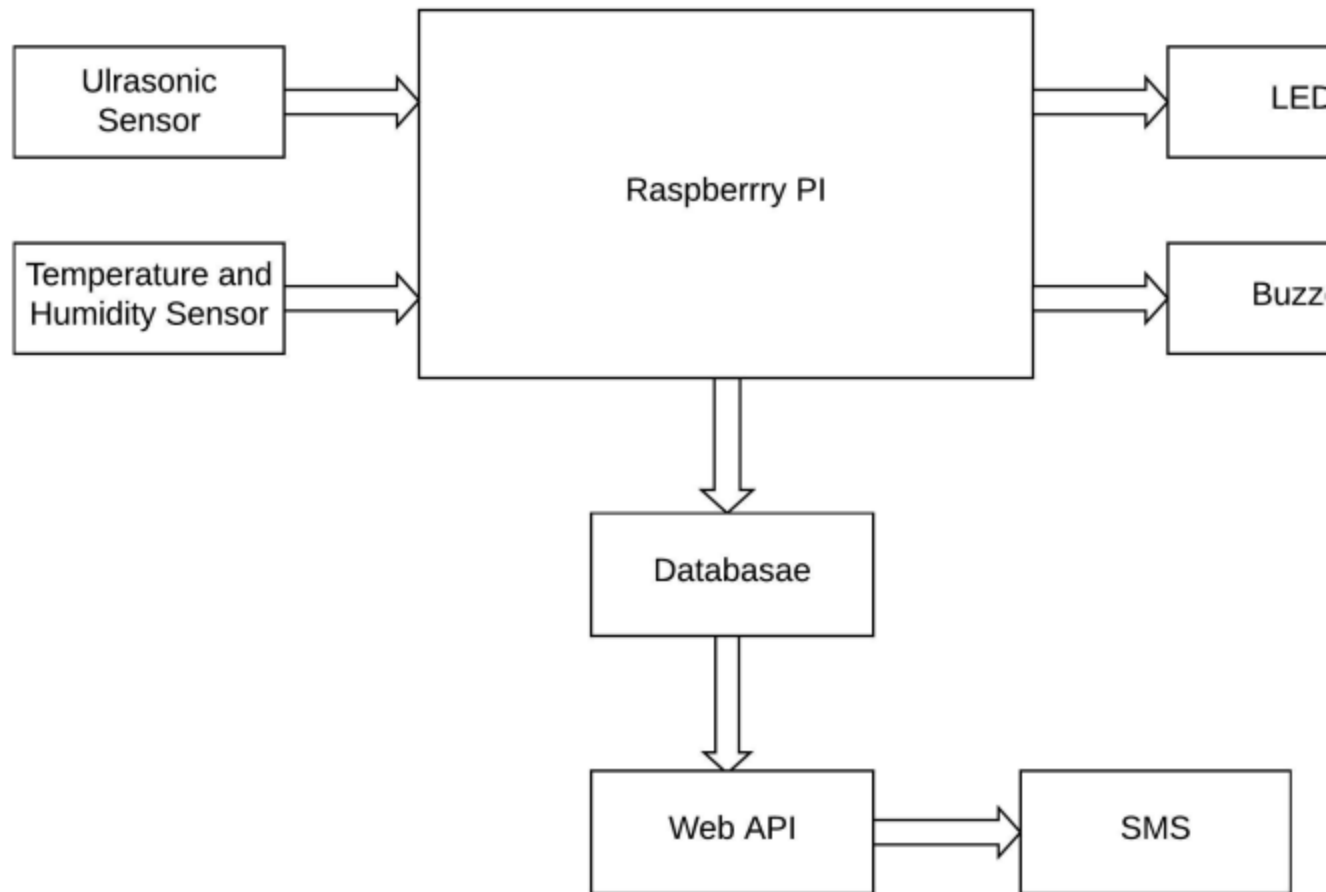 Ulrasonic
Sensor
Raspberrry PI
LED
Temperature and
Humidity Sensor
Databasae
Web API
SMS